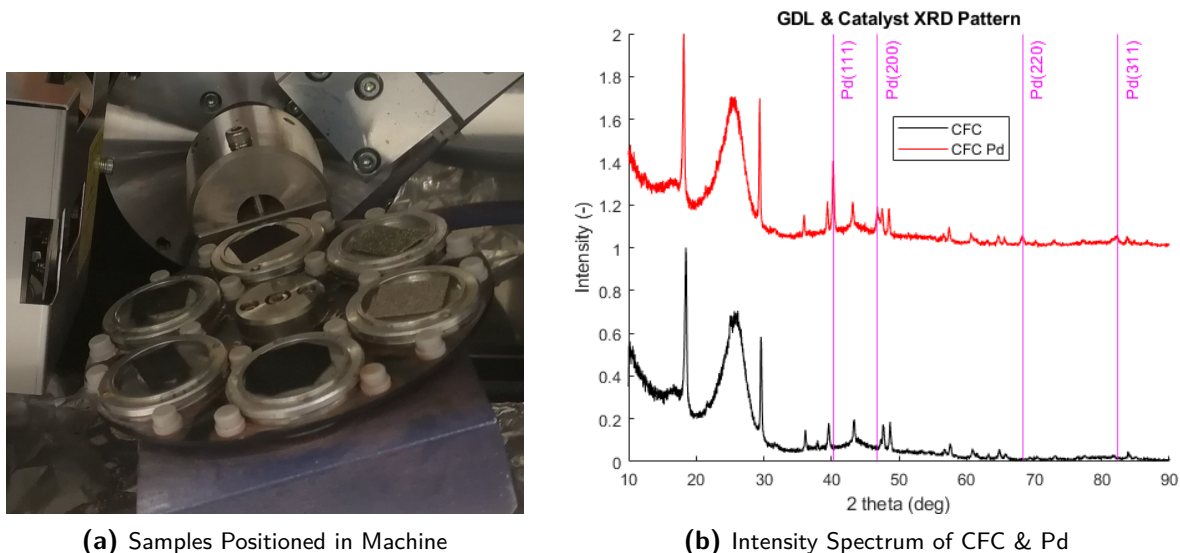 GDL & Catalyst XRD Pattern
2
1.8
1.6
1.4
1.2
1
0.8
0.6
0.4
0.2
0
Intensity (-)
Pd(111)
Pd(200)
Pd(220)
Pd(311)
CFC
CFC Pd
10 20 30 40 50 60 70 80 90
2 theta (deg)
(a) Samples Positioned in Machine
(b) Intensity Spectrum of CFC & Pd